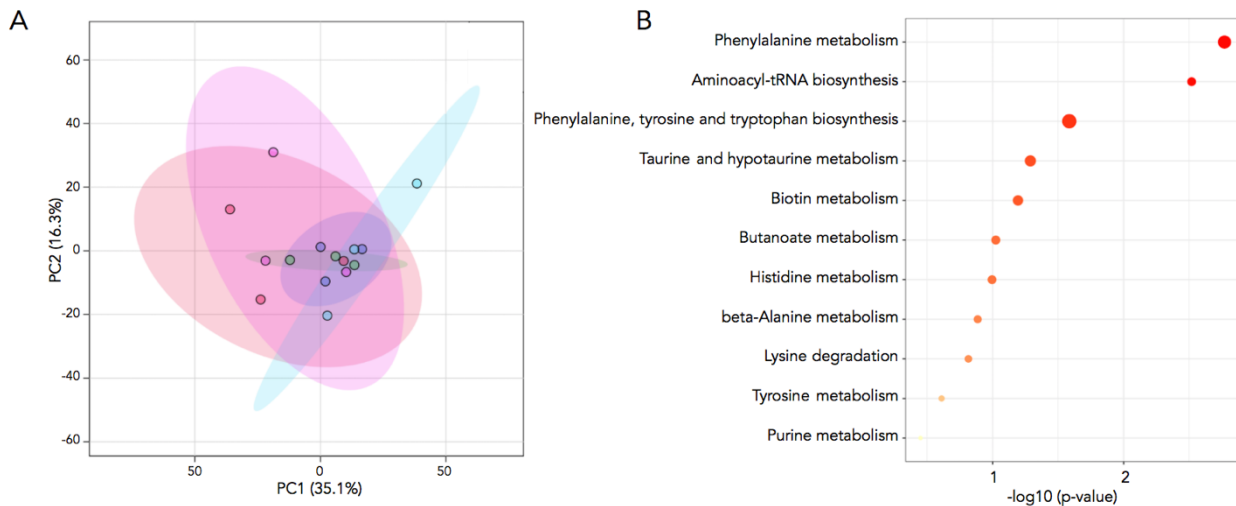 A
60
40
20
0
-20
-40
-60
PC2 (16.3%)
50
0
50
PC1 (35.1%)
B
Phenylalanine metabolism
Aminoacyl-tRNA biosynthesis
Phenylalanine, tyrosine and tryptophan biosynthesis
Taurine and hypotaurine metabolism
Biotin metabolism
Butanoate metabolism
Histidine metabolism
beta-Alanine metabolism
Lysine degradation
Tyrosine metabolism
Purine metabolism
1
2
-log10 (p-value)